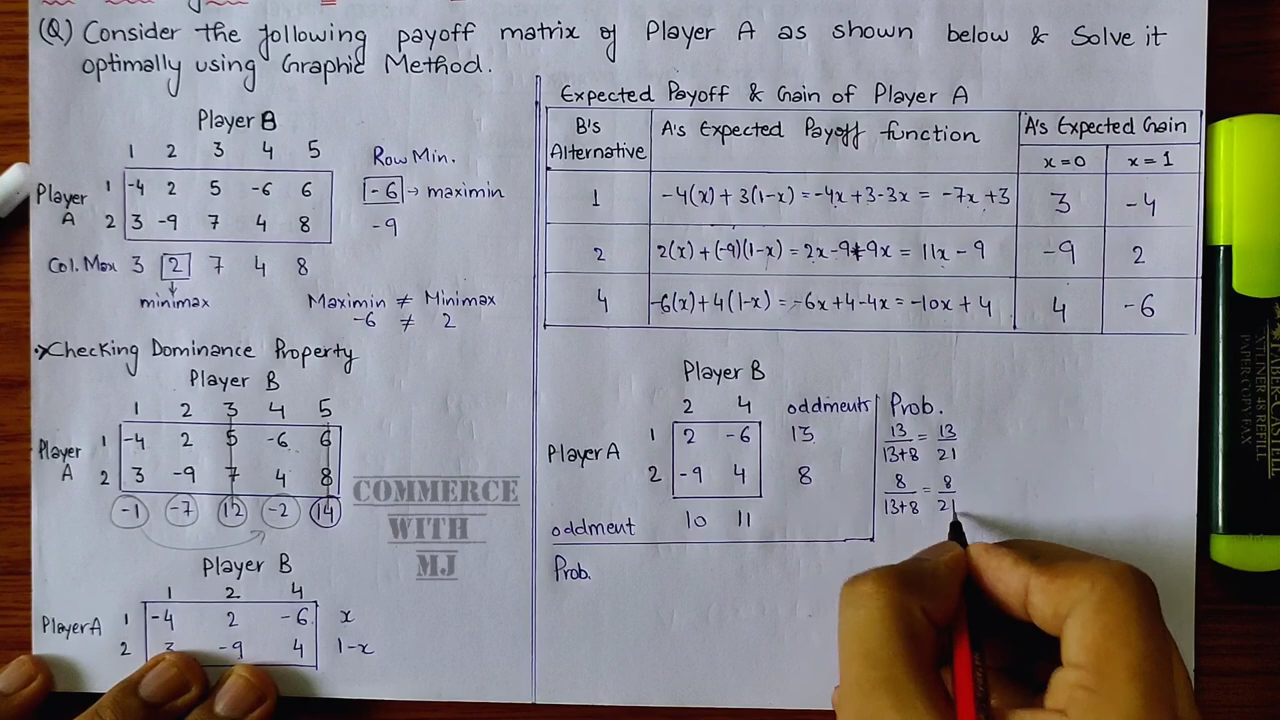 (Q) Consider the following payoff matrix of Player A as shown below & Solve it
optimally using Graphic Method.
Player B
1 2 3 4 5 Row Min.
Player A 1 -4 2 5 -6 6 -6 → maximin
2 3 -9 7 4 8 -9
Col. Max 3 2 7 4 8
minimax
Maximin ≠ Minimax
-6 ≠ 2
Checking Dominance Property
Player B
1 2 3 4 5
Player A 1 -4 2 5 -6 6
2 3 -9 7 4 8
-1 -7 12 -2 14
Player B
1 2 4
Player A 1 -4 2 -6 x
2 3 -9 4 1-x
COMMERCE
WITH
MJ
Expected Payoff & Gain of Player A
B's Alternative A's Expected Payoff function A's Expected Gain
x=0 x=1
1 -4(x) + 3(1-x) = -4x + 3 - 3x = -7x + 3 3 -4
2 2(x) + (-9)(1-x) = 2x - 9 + 9x = 11x - 9 -9 2
4 -6(x) + 4(1-x) = -6x + 4 - 4x = -10x + 4 4 -6
Player B
2 4 oddments Prob.
Player A 1 2 -6 13 13/13+8 = 13/21
2 -9 4 8 8/13+8 = 8/21
oddment 10 11
Prob.